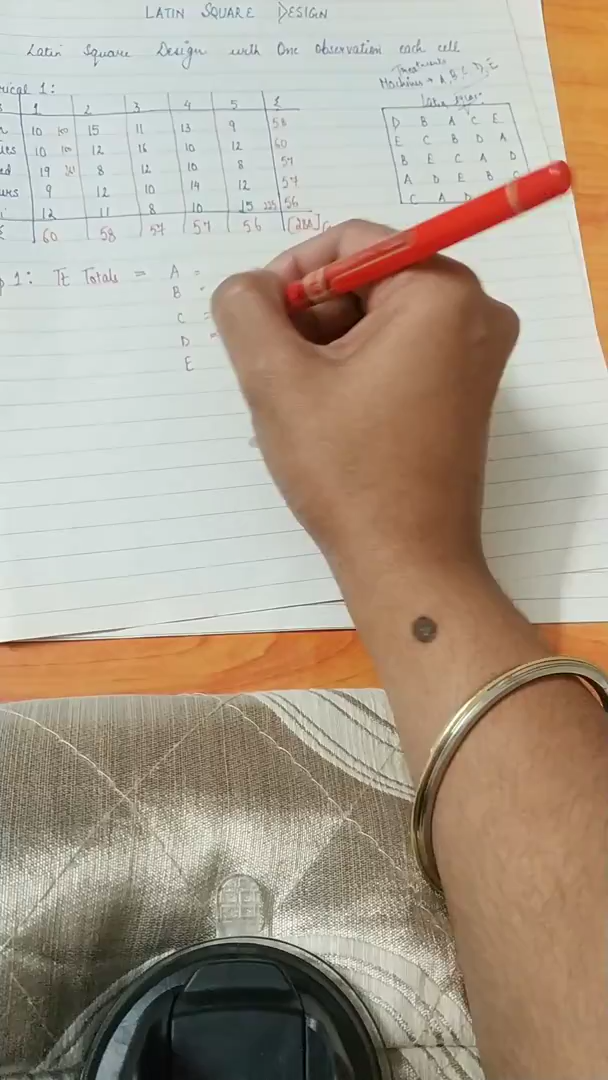 LATIN SQUARE DESIGN
Latin Square Design with One observation each cell
Treatments
Machines → A, B, C, D, E
rical 1:
1 2 3 4 5 Σ
10 15 11 13 9 58
10 12 16 10 12 60
19 8 12 10 8 57
9 12 10 14 12 57
12 11 8 10 15 56
60 58 57 57 56
D B A C E
E C B D A
B E C A D
A D E B C
C A D
p 1: Tt Totals = A =
B =
C =
D =
E